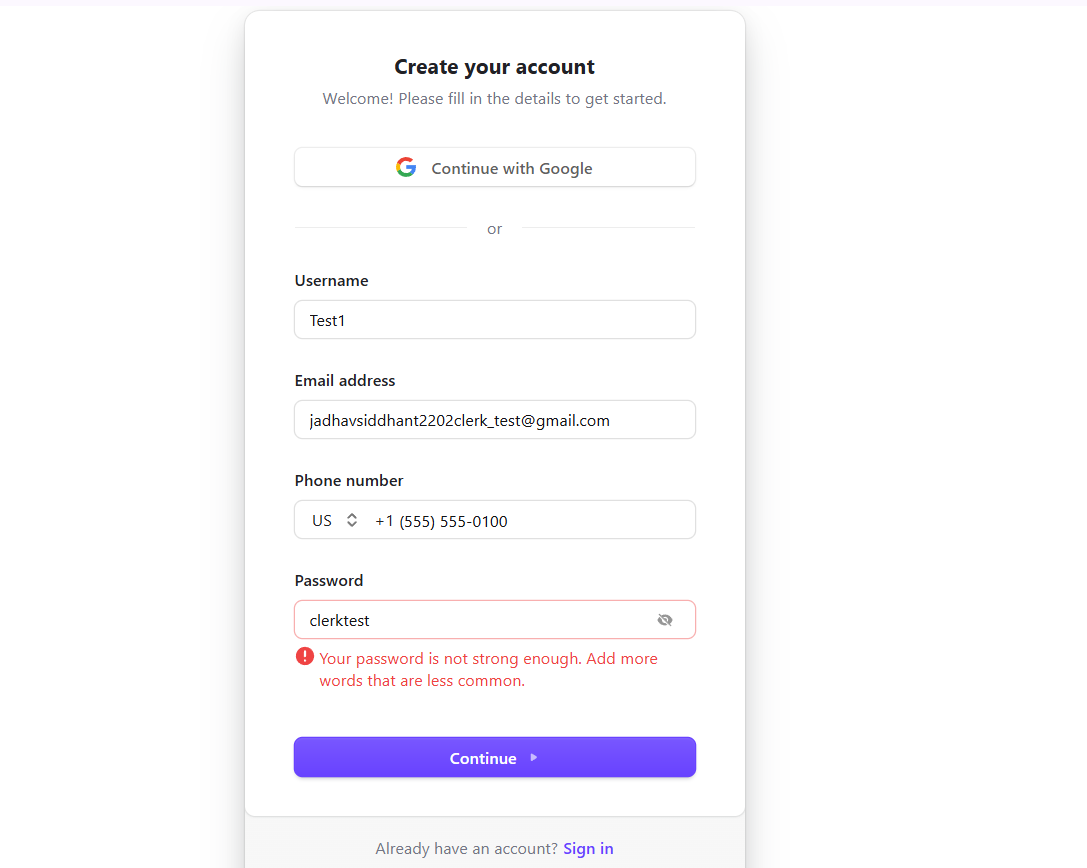 Create your account
Welcome! Please fill in the details to get started.
Continue with Google
or
Username
Test1
Email address
jadhavsiddhant2202clerk_test@gmail.com
Phone number
US +1 (555) 555-0100
Password
clerktest
Your password is not strong enough. Add more
words that are less common.
Continue
Already have an account? Sign in